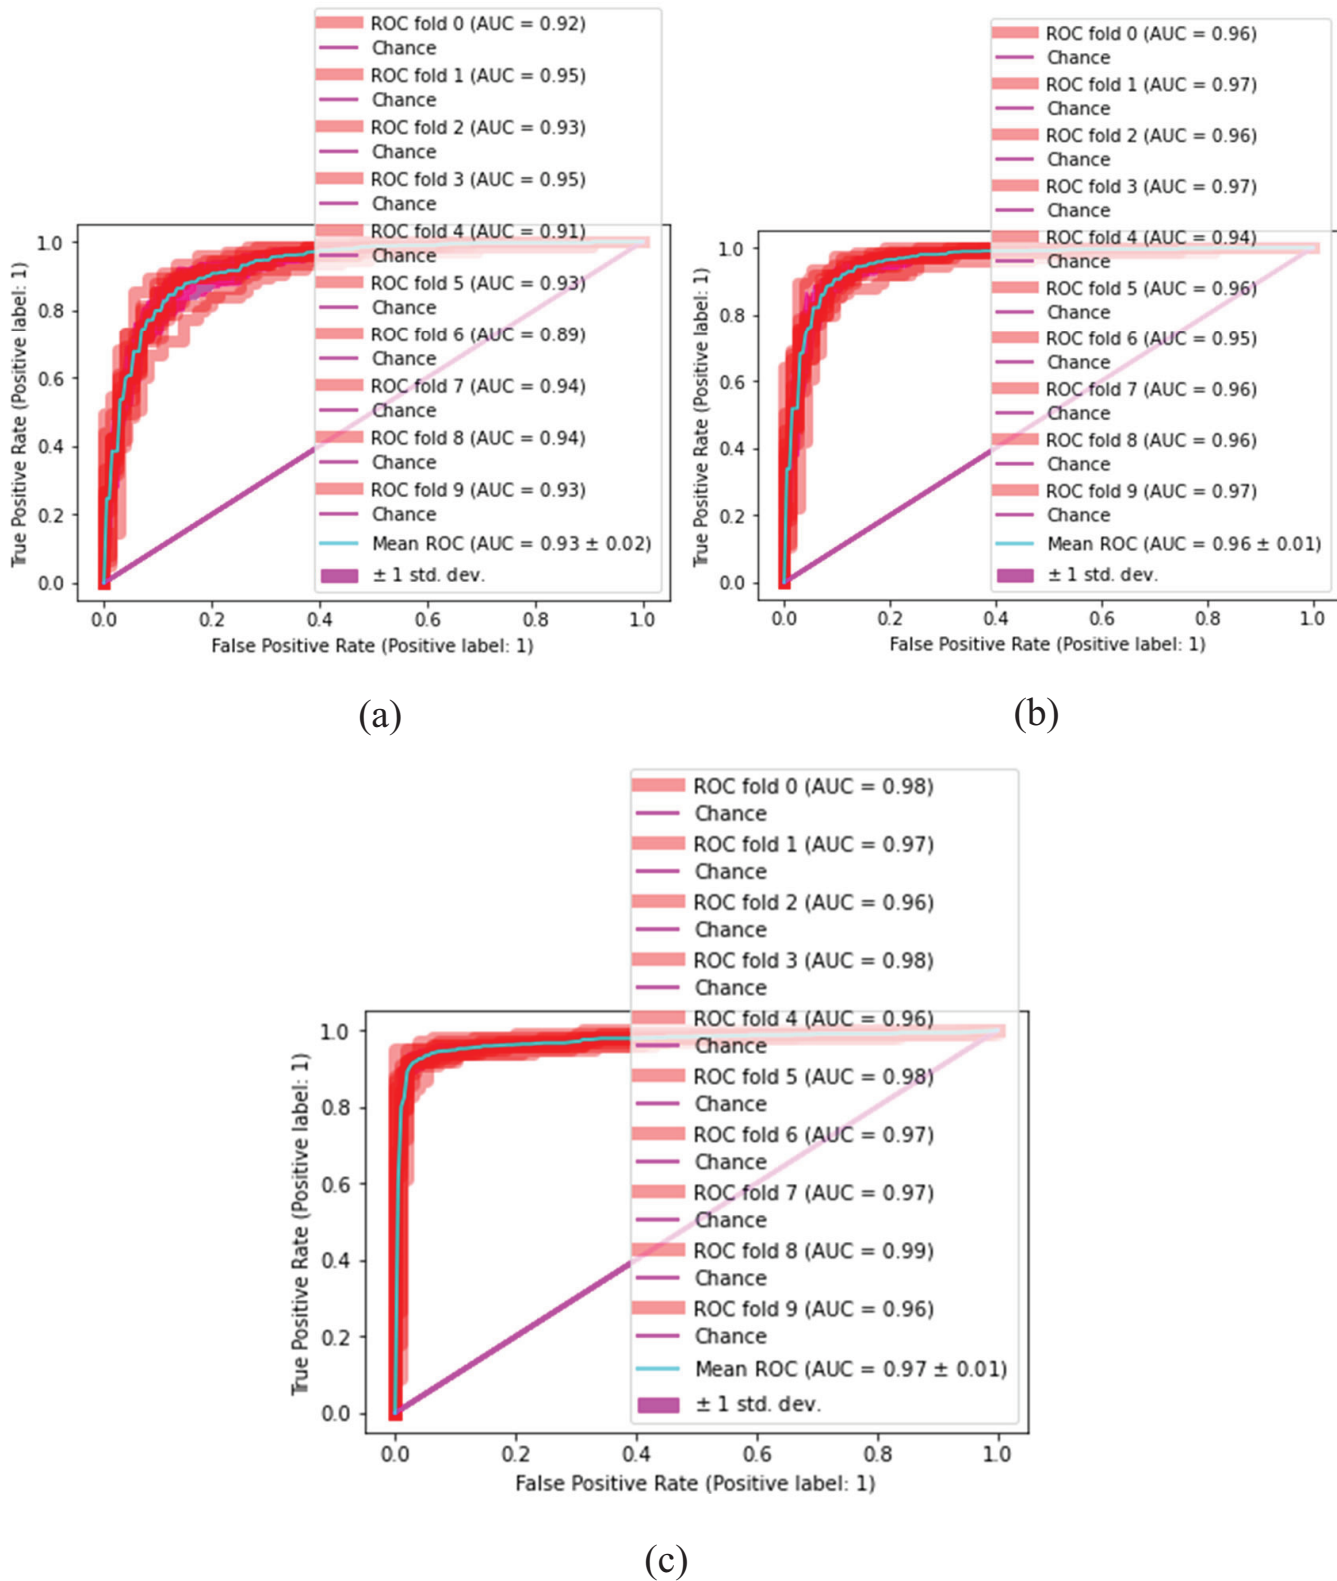 ROC fold 0 (AUC = 0.92)
Chance
ROC fold 1 (AUC = 0.95)
Chance
ROC fold 2 (AUC = 0.93)
Chance
ROC fold 3 (AUC = 0.95)
Chance
ROC fold 4 (AUC = 0.91)
Chance
ROC fold 5 (AUC = 0.93)
Chance
ROC fold 6 (AUC = 0.89)
Chance
ROC fold 7 (AUC = 0.94)
Chance
ROC fold 8 (AUC = 0.94)
Chance
ROC fold 9 (AUC = 0.93)
Chance
Mean ROC (AUC = 0.93 ± 0.02)
± 1 std. dev.
True Positive Rate (Positive label: 1)
1.0
0.8
0.6
0.4
0.2
0.0
0.0 0.2 0.4 0.6 0.8 1.0
False Positive Rate (Positive label: 1)
(a)
ROC fold 0 (AUC = 0.96)
Chance
ROC fold 1 (AUC = 0.97)
Chance
ROC fold 2 (AUC = 0.96)
Chance
ROC fold 3 (AUC = 0.97)
Chance
ROC fold 4 (AUC = 0.94)
Chance
ROC fold 5 (AUC = 0.96)
Chance
ROC fold 6 (AUC = 0.95)
Chance
ROC fold 7 (AUC = 0.96)
Chance
ROC fold 8 (AUC = 0.96)
Chance
ROC fold 9 (AUC = 0.97)
Chance
Mean ROC (AUC = 0.96 ± 0.01)
± 1 std. dev.
True Positive Rate (Positive label: 1)
1.0
0.8
0.6
0.4
0.2
0.0
0.0 0.2 0.4 0.6 0.8 1.0
False Positive Rate (Positive label: 1)
(b)
ROC fold 0 (AUC = 0.98)
Chance
ROC fold 1 (AUC = 0.97)
Chance
ROC fold 2 (AUC = 0.96)
Chance
ROC fold 3 (AUC = 0.98)
Chance
ROC fold 4 (AUC = 0.96)
Chance
ROC fold 5 (AUC = 0.98)
Chance
ROC fold 6 (AUC = 0.97)
Chance
ROC fold 7 (AUC = 0.97)
Chance
ROC fold 8 (AUC = 0.99)
Chance
ROC fold 9 (AUC = 0.96)
Chance
Mean ROC (AUC = 0.97 ± 0.01)
± 1 std. dev.
True Positive Rate (Positive label: 1)
1.0
0.8
0.6
0.4
0.2
0.0
0.0 0.2 0.4 0.6 0.8 1.0
False Positive Rate (Positive label: 1)
(c)